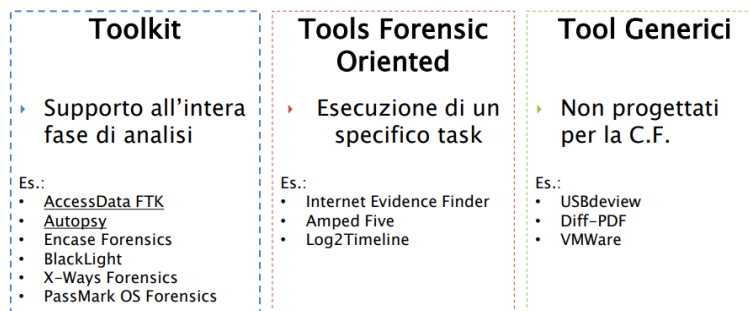 Toolkit
‣ Supporto all'intera
fase di analisi
Es.:
• AccessData FTK
• Autopsy
• Encase Forensics
• BlackLight
• X-Ways Forensics
• PassMark OS Forensics
Tools Forensic
Oriented
‣ Esecuzione di un
specifico task
Es.:
• Internet Evidence Finder
• Amped Five
• Log2Timeline
Tool Generici
‣ Non progettati
per la C.F.
Es.:
• USBdeview
• Diff-PDF
• VMWare